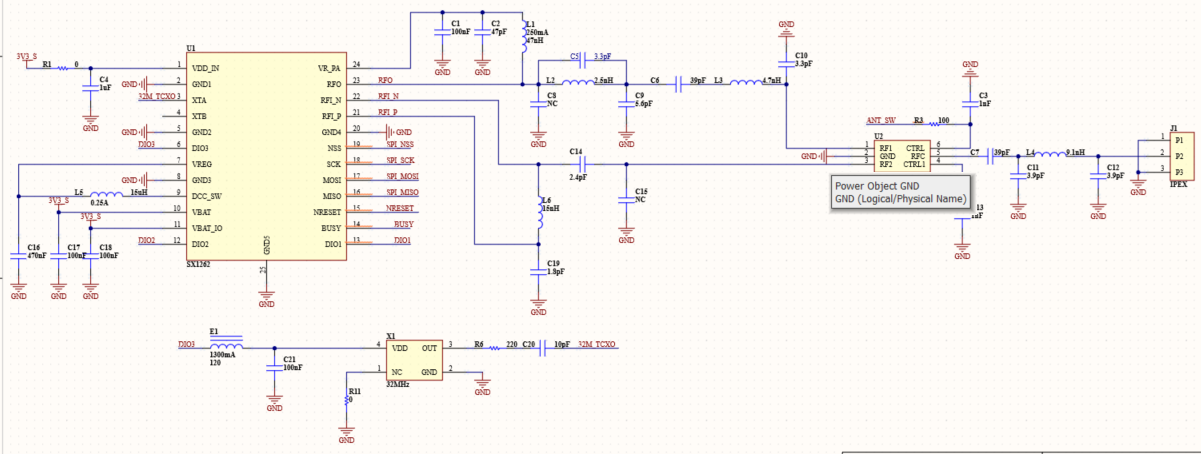 GND
C1
100nF
C2
47pF
L1
250mA
47nH
GND
GND
U1
3V3_S
R1 0
1 VDD_IN
VR_PA 24
C5 3.3pF
C10
3.3pF
GND
C4
1uF
GND
2 GND1
RFO 23
RFO
L2 2.5nH
C6 39pF
L3 4.7nH
32M_TCXO 3 XTA
RFI_N 22
RFI_N
C8
NC
C9
5.6pF
C3
1nF
GND
4 XTB
RFI_P 21
RFI_P
ANT_SW R3 100
GND
5 GND2
GND4 20
GND
GND
GND
J1
DIO3 6 DIO3
NSS 19
SPI_NSS
U2
1 RF1 CTRL 6
GND 2 GND RFC 5
3 RF2 CTRL1 4
C7 39pF
L4 9.1nH
1 P1
2 P2
3 P3
IPEX
7 VREG
SCK 18
SPI_SCK
C14
2.4pF
GND
8 GND3
MOSI 17
SPI_MOSI
C11
3.9pF
C12
3.9pF
GND
L5 15nH
0.25A
9 DCC_SW
MISO 16
SPI_MISO
L6
15nH
C15
NC
Power Object GND
GND (Logical/Physical Name)
3V3_S
10 VBAT
NRESET 15
NRESET
13
1nF
GND
GND
3V3_S
11 VBAT_IO
BUSY 14
BUSY
GND
GND
DIO2 12 DIO2
DIO1 13
DIO1
GND5
25
SX1262
C16
470nF
C17
100nF
C18
100nF
C19
1.8pF
GND
GND
GND
GND
GND
E1
1300mA
120
DIO3
X1
4 VDD OUT 3
1 NC GND 2
32MHz
R6 220
C20 10pF
32M_TCXO
C21
100nF
GND
R11
0
GND
GND